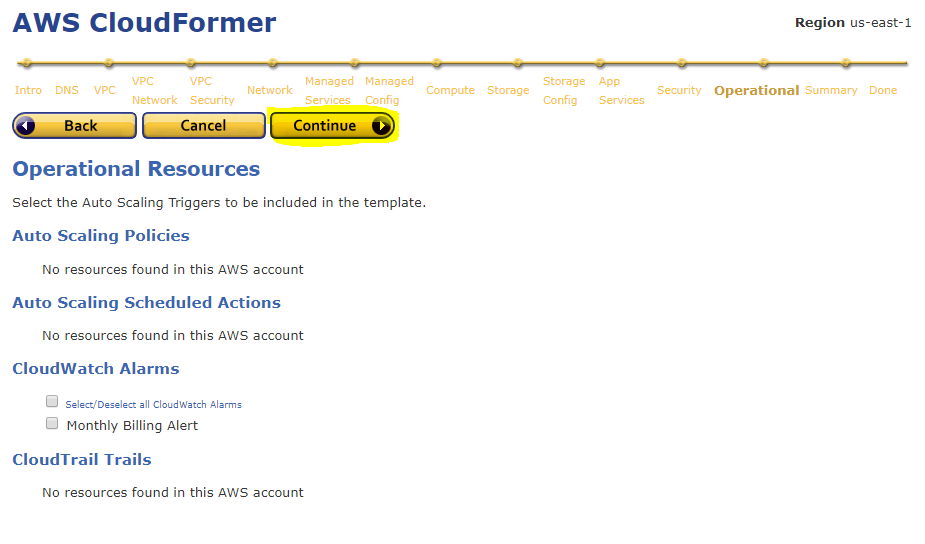 AWS CloudFormer
Region us-east-1
Intro DNS VPC VPC Network VPC Security Network Managed Services Managed Config Compute Storage Storage Config App Services Security Operational Summary Done
Back Cancel Continue
Operational Resources
Select the Auto Scaling Triggers to be included in the template.
Auto Scaling Policies
No resources found in this AWS account
Auto Scaling Scheduled Actions
No resources found in this AWS account
CloudWatch Alarms
Select/Deselect all CloudWatch Alarms
Monthly Billing Alert
CloudTrail Trails
No resources found in this AWS account